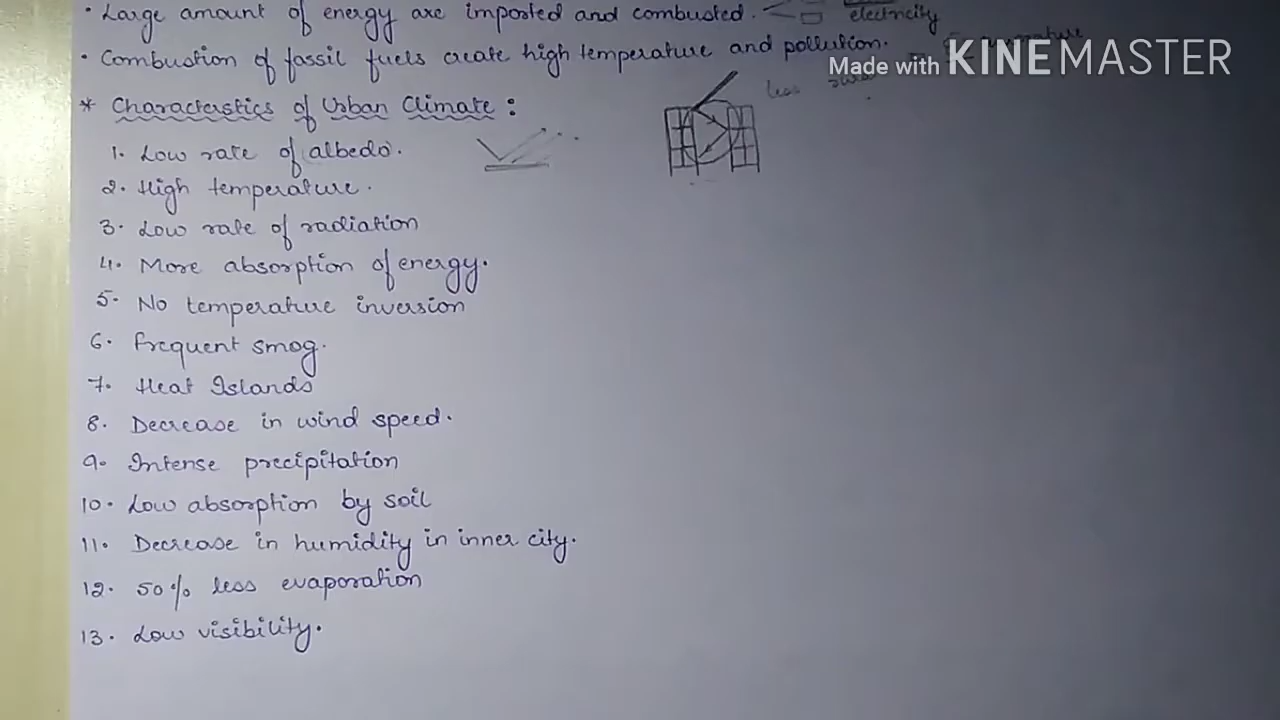 • Large amount of energy are imported and combusted. electricity
• Combustion of fassil fuels create high temperature and pollution.
Made with KINEMASTER
less
* Characterstics of Urban Climate :
1. Low rate of albedo.
2. High temperature.
3. Low rate of radiation
4. More absorption of energy.
5. No temperature inversion
6. Frequent smog.
7. Heat Islands
8. Decrease in wind speed.
9. Intense precipitation
10. Low absorption by soil
11. Decrease in humidity in inner city.
12. 50% less evaporation
13. Low visibility.